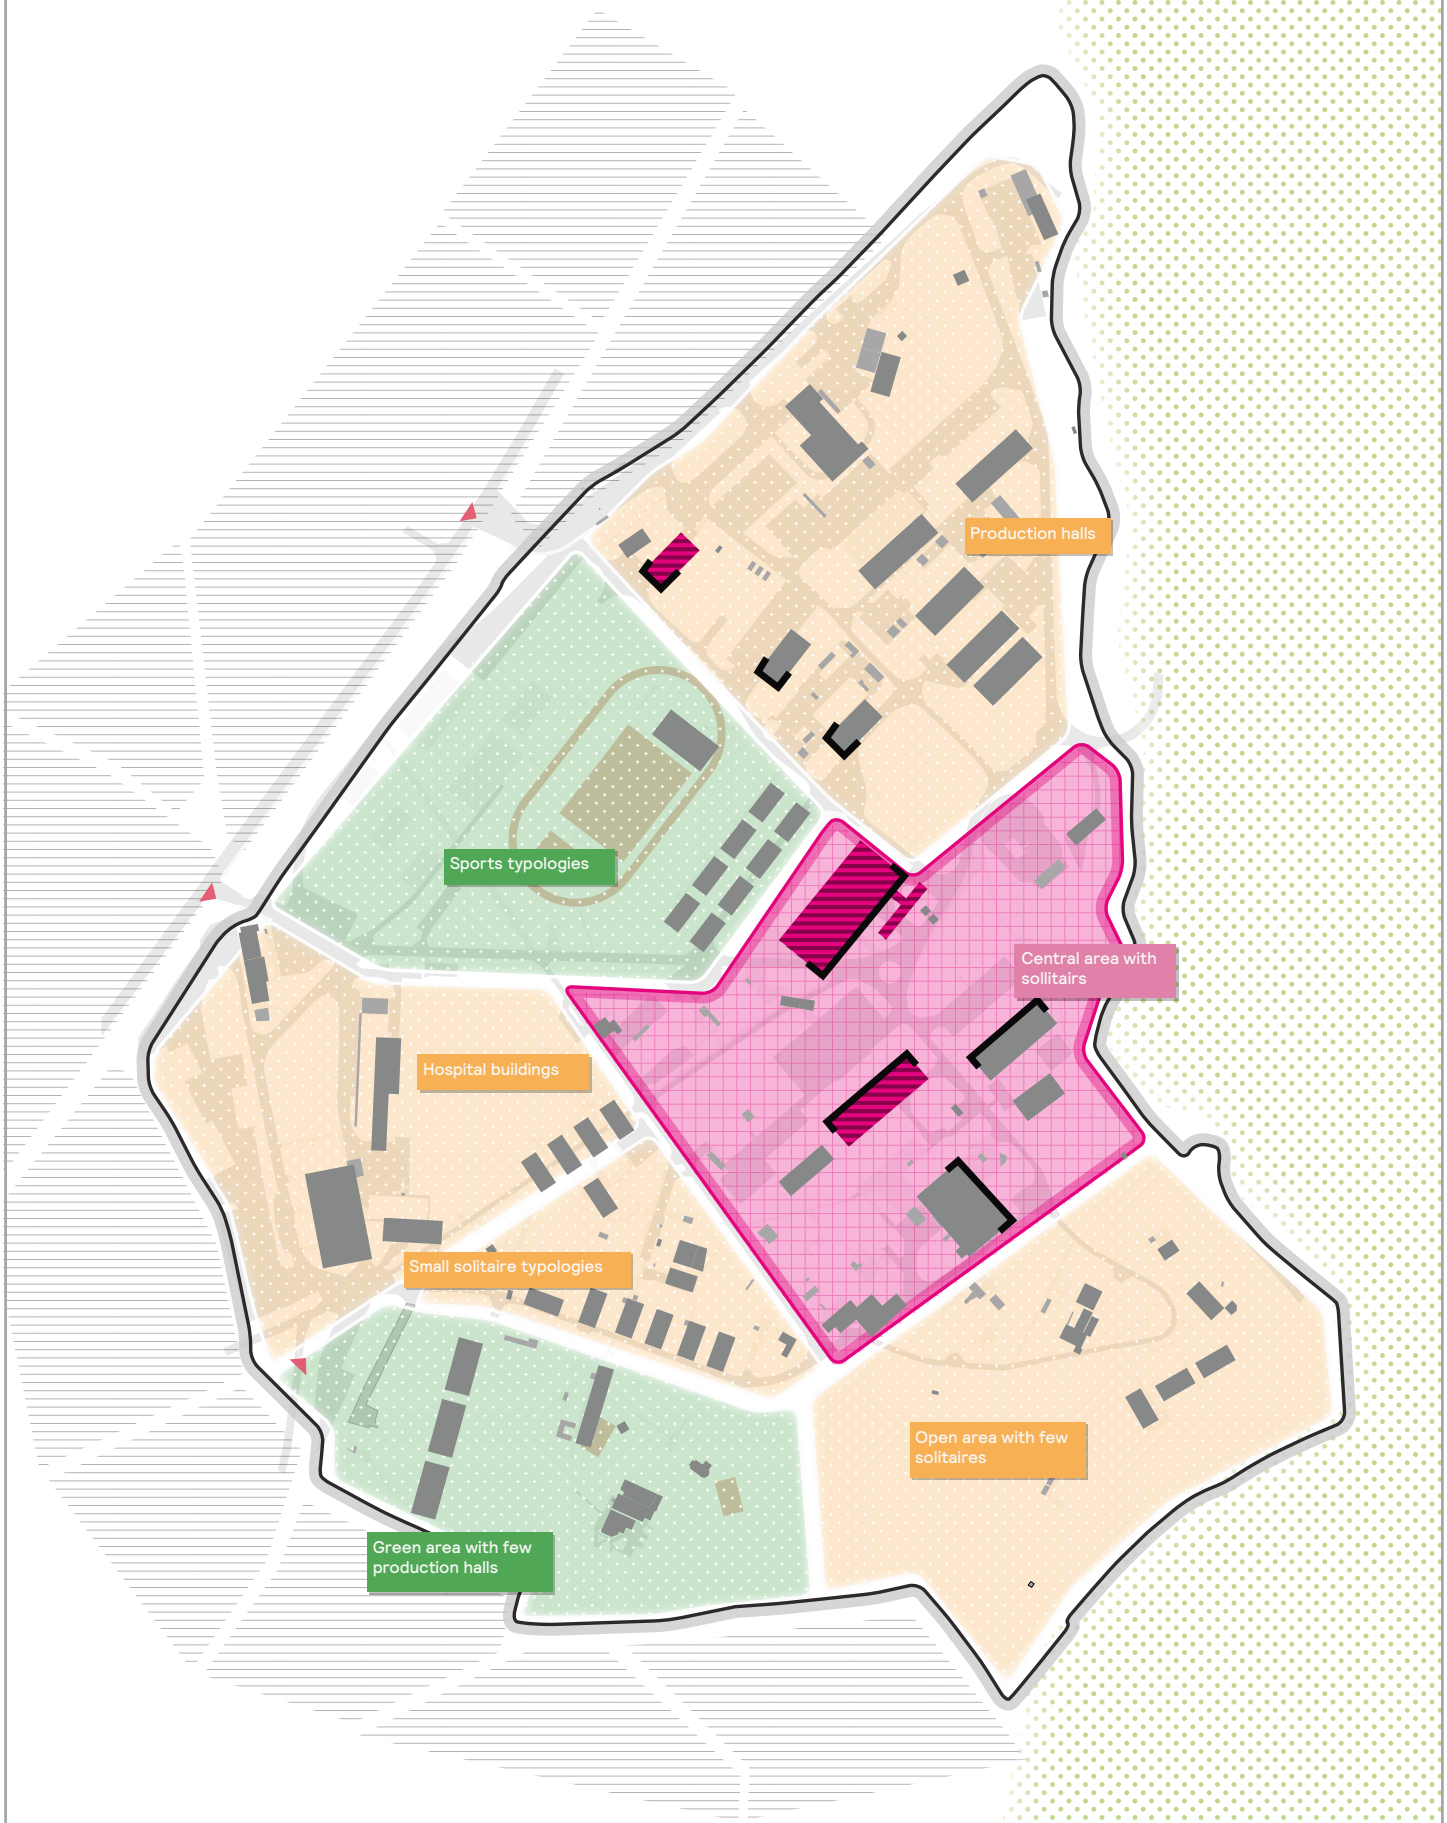 Production halls
Sports typologies
Central area with
sollitairs
Hospital buildings
Small solitaire typologies
Open area with few
solitaires
Green area with few
production halls